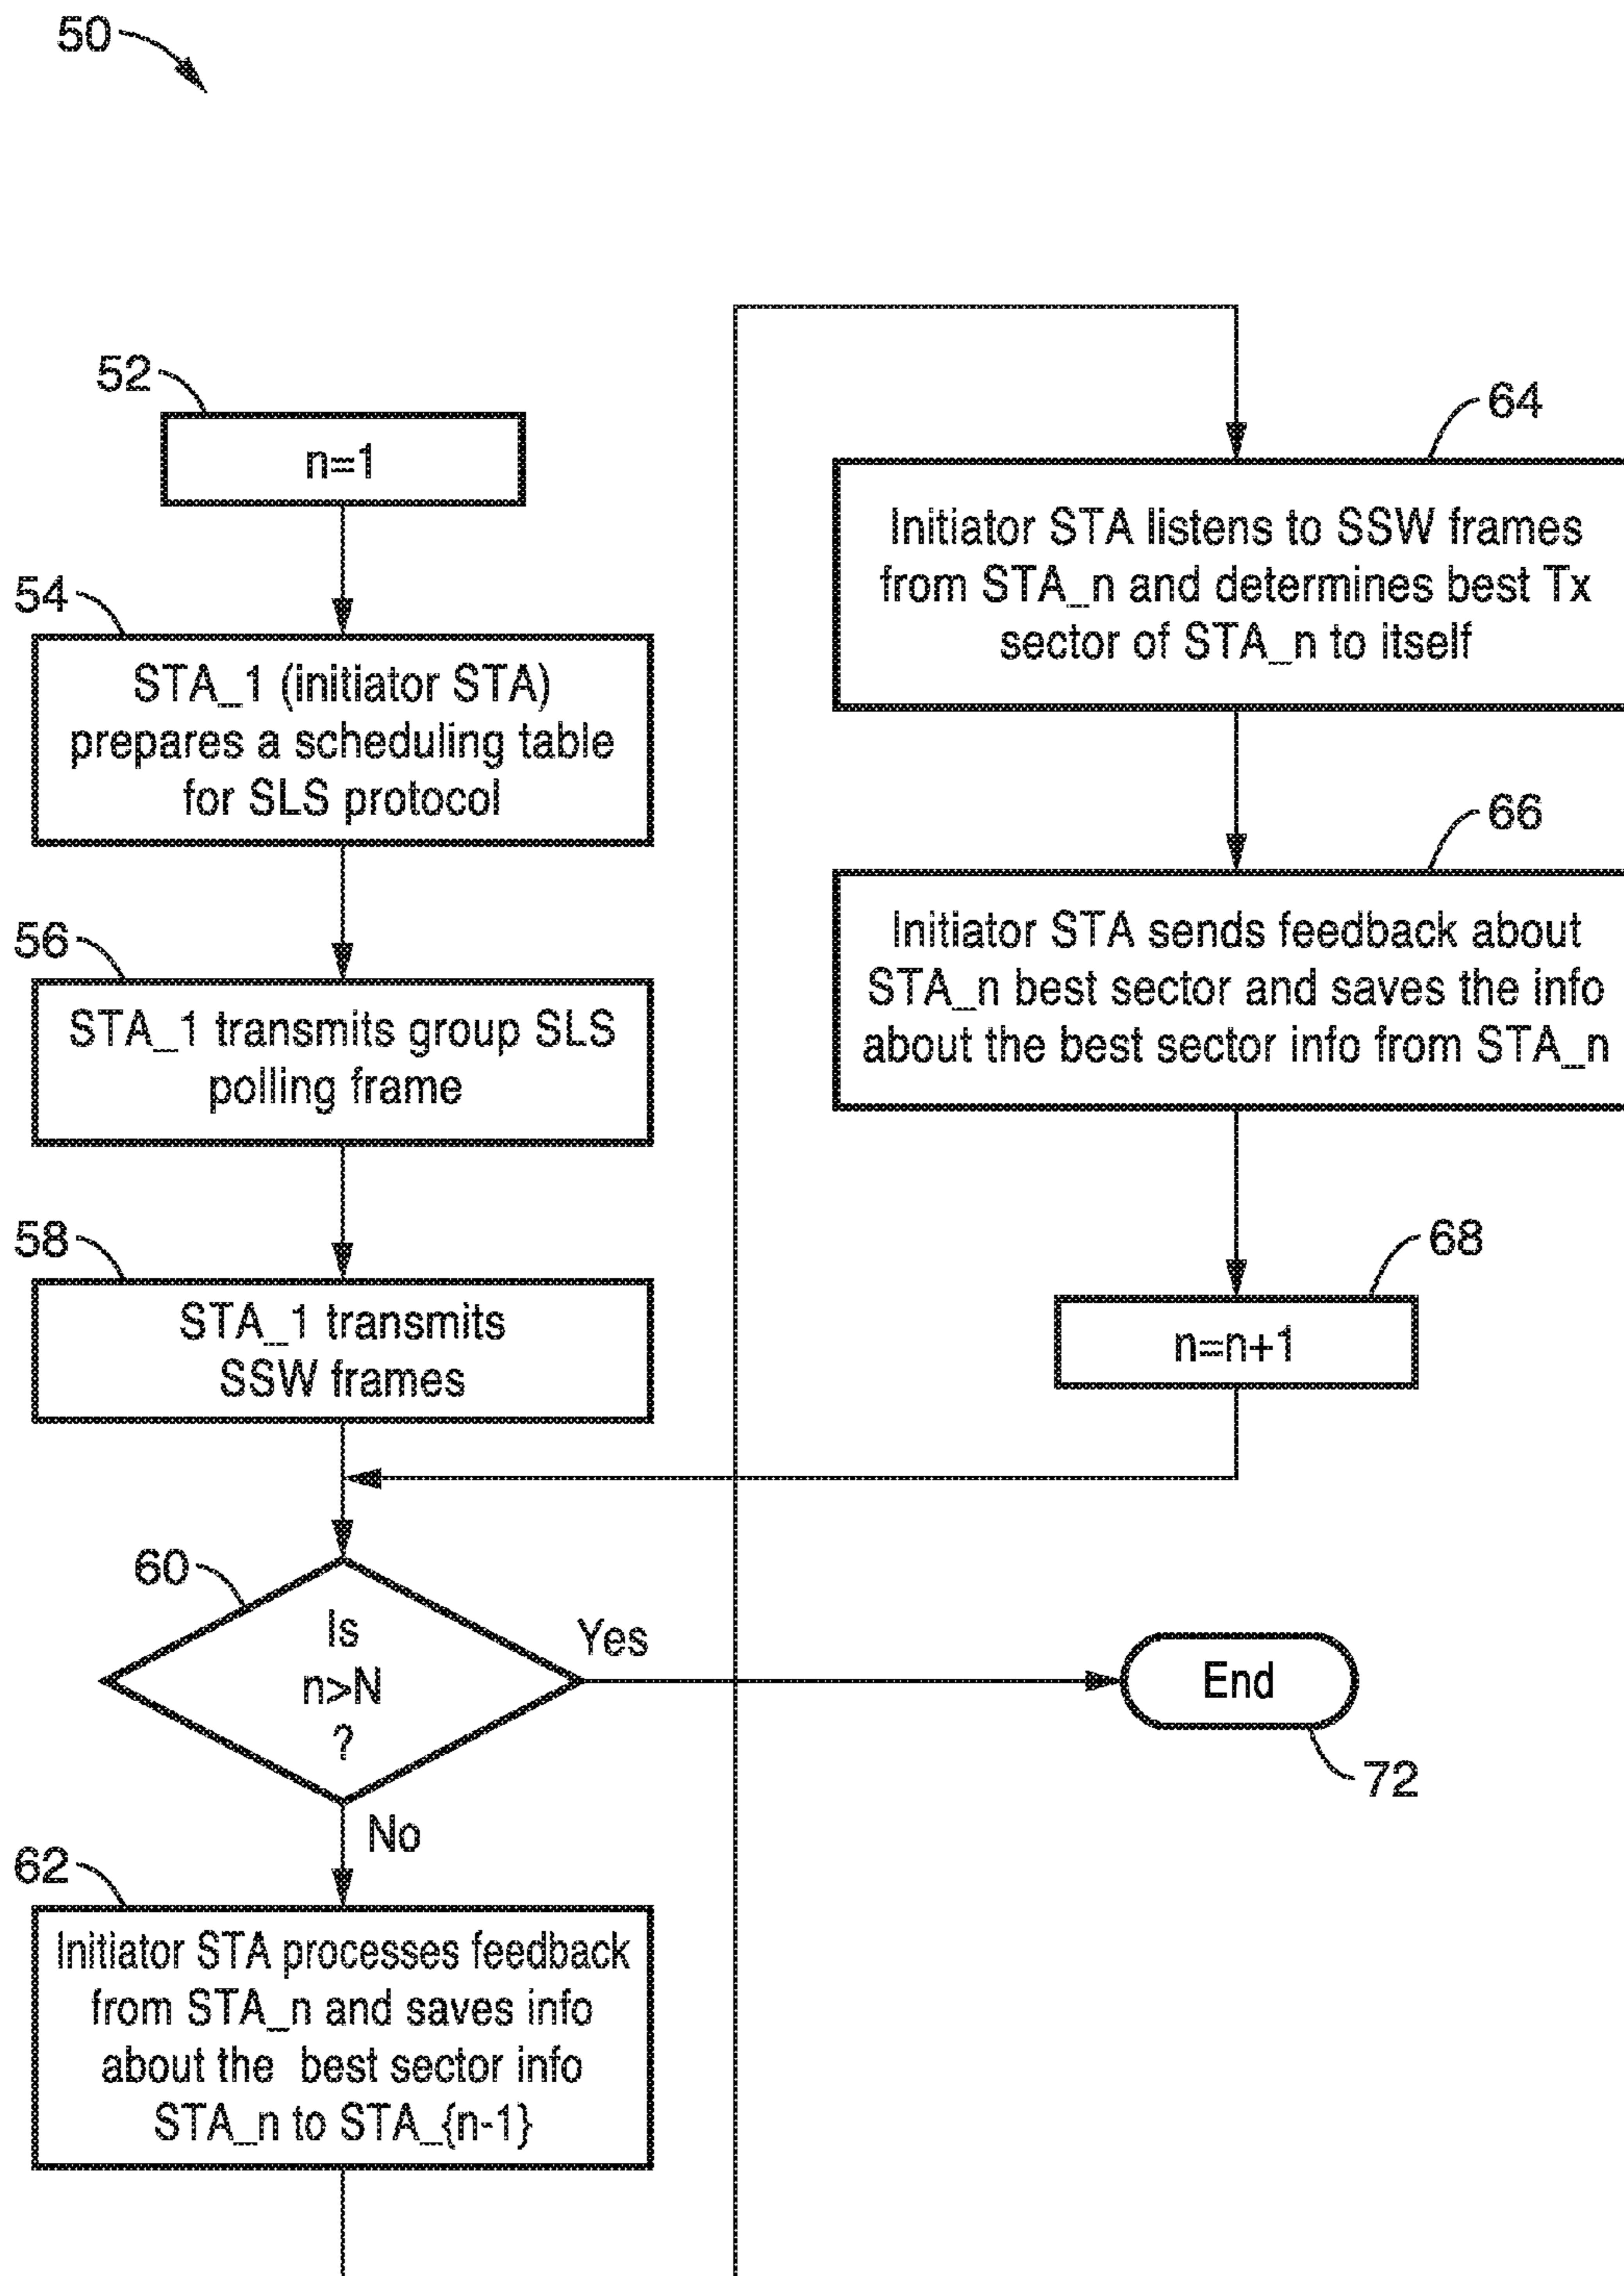 50
52
n=1
54
STA_1 (initiator STA)
prepares a scheduling table
for SLS protocol
56
STA_1 transmits group SLS
polling frame
58
STA_1 transmits
SSW frames
60
Is
n>N
?
Yes
No
62
Initiator STA processes feedback
from STA_n and saves info
about the best sector info
STA_n to STA_{n-1}
64
Initiator STA listens to SSW frames
from STA_n and determines best Tx
sector of STA_n to itself
66
Initiator STA sends feedback about
STA_n best sector and saves the info
about the best sector info from STA_n
68
n=n+1
End
72